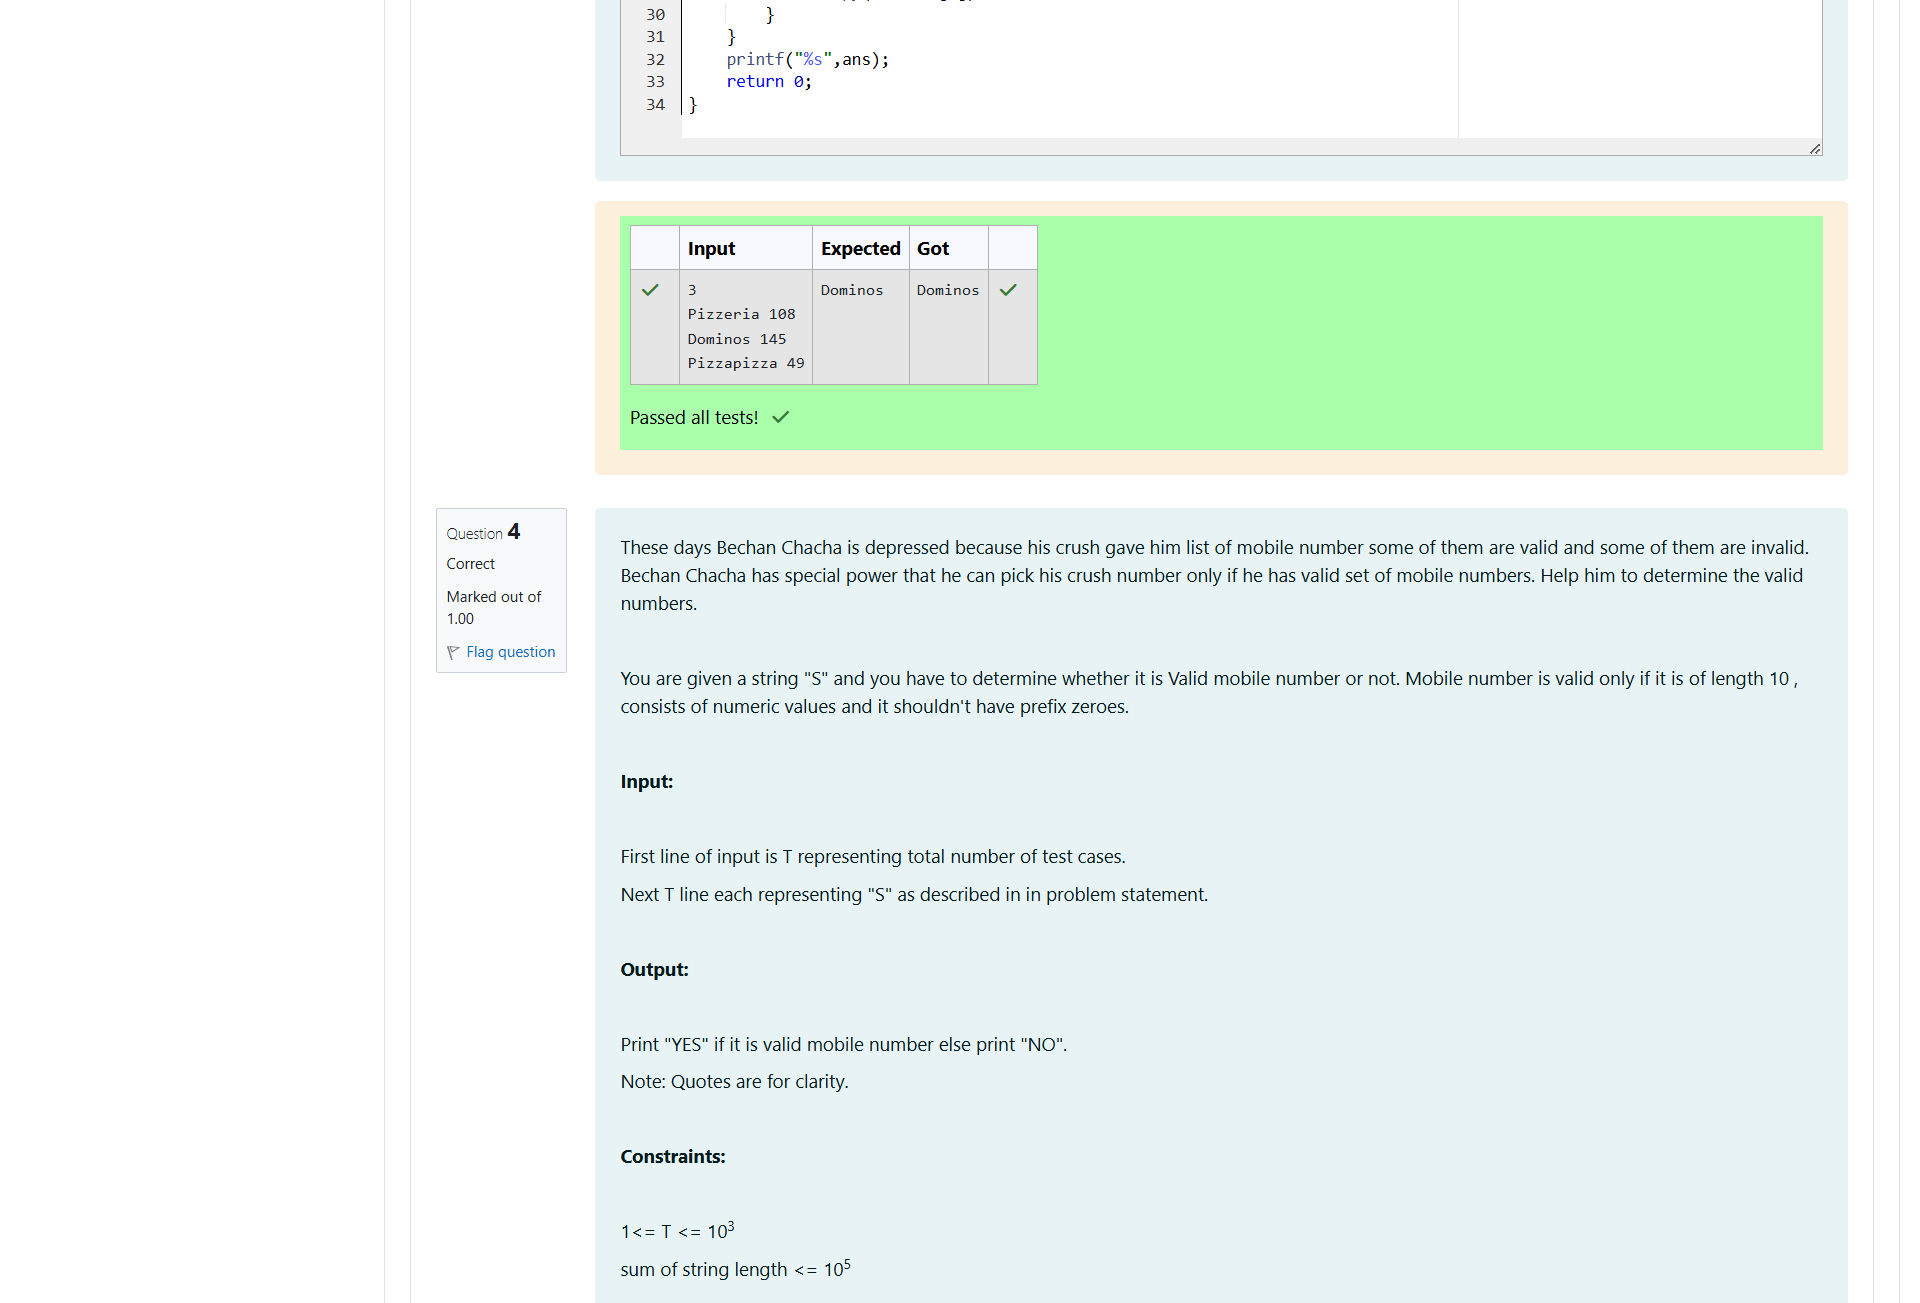 30 }
31 }
32 printf("%s",ans);
33 return 0;
34 }
Input Expected Got
3 Dominos Dominos
Pizzeria 108
Dominos 145
Pizzapizza 49
Passed all tests!
Question 4
Correct
Marked out of
1.00
Flag question
These days Bechan Chacha is depressed because his crush gave him list of mobile number some of them are valid and some of them are invalid.
Bechan Chacha has special power that he can pick his crush number only if he has valid set of mobile numbers. Help him to determine the valid
numbers.
You are given a string "S" and you have to determine whether it is Valid mobile number or not. Mobile number is valid only if it is of length 10 ,
consists of numeric values and it shouldn't have prefix zeroes.
Input:
First line of input is T representing total number of test cases.
Next T line each representing "S" as described in in problem statement.
Output:
Print "YES" if it is valid mobile number else print "NO".
Note: Quotes are for clarity.
Constraints:
1<= T <= 10³
sum of string length <= 10⁵